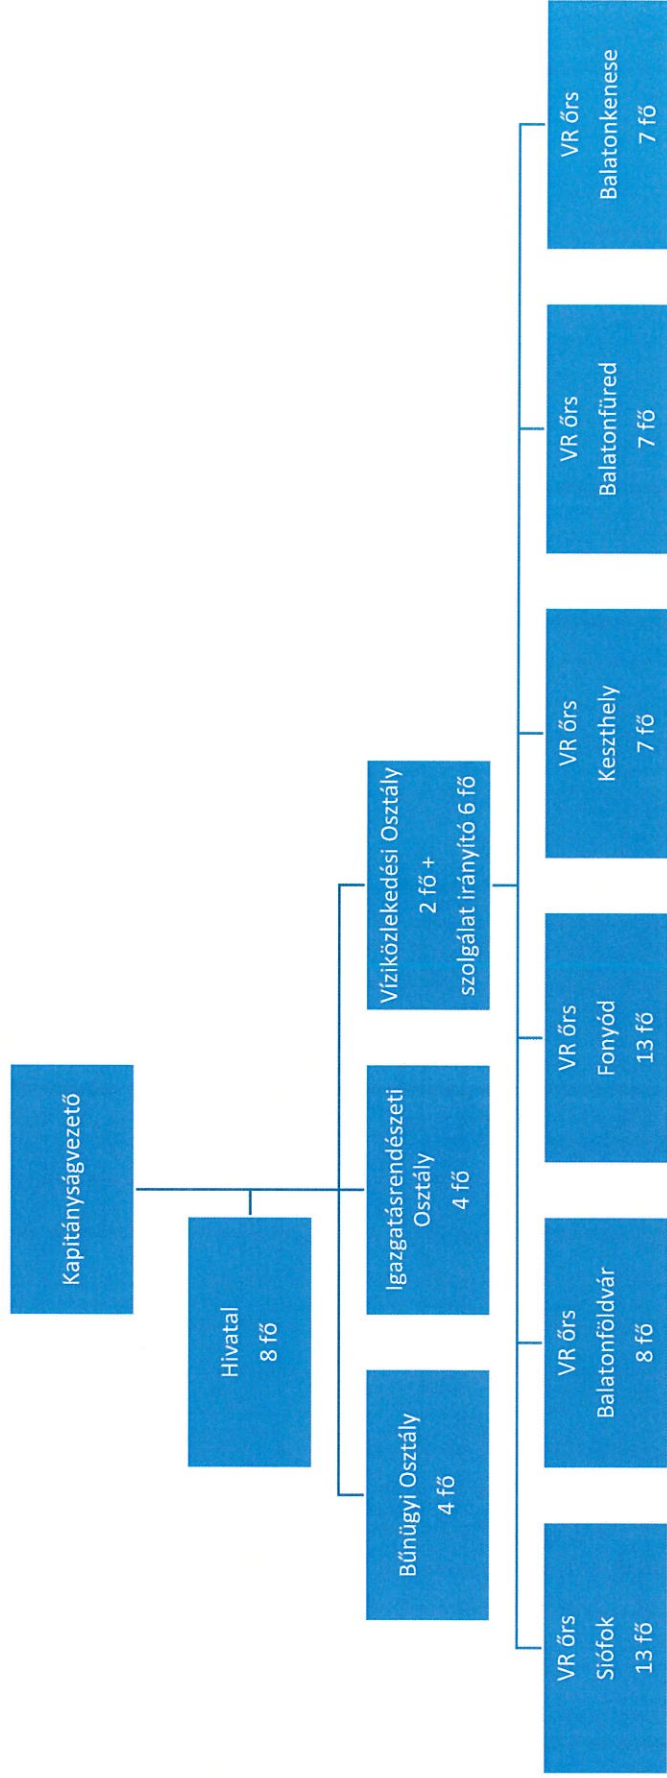 Kapitányságvezető
Hivatal
8 fő
Bűnügyi Osztály
4 fő
Igazgatásrendészeti
Osztály
4 fő
Víziközlekedési Osztály
2 fő +
szolgálat irányító 6 fő
VR őrs
Siófok
13 fő
VR őrs
Balatonföldvár
8 fő
VR őrs
Fonyód
13 fő
VR őrs
Keszthely
7 fő
VR őrs
Balatonfüred
7 fő
VR őrs
Balatonkenese
7 fő